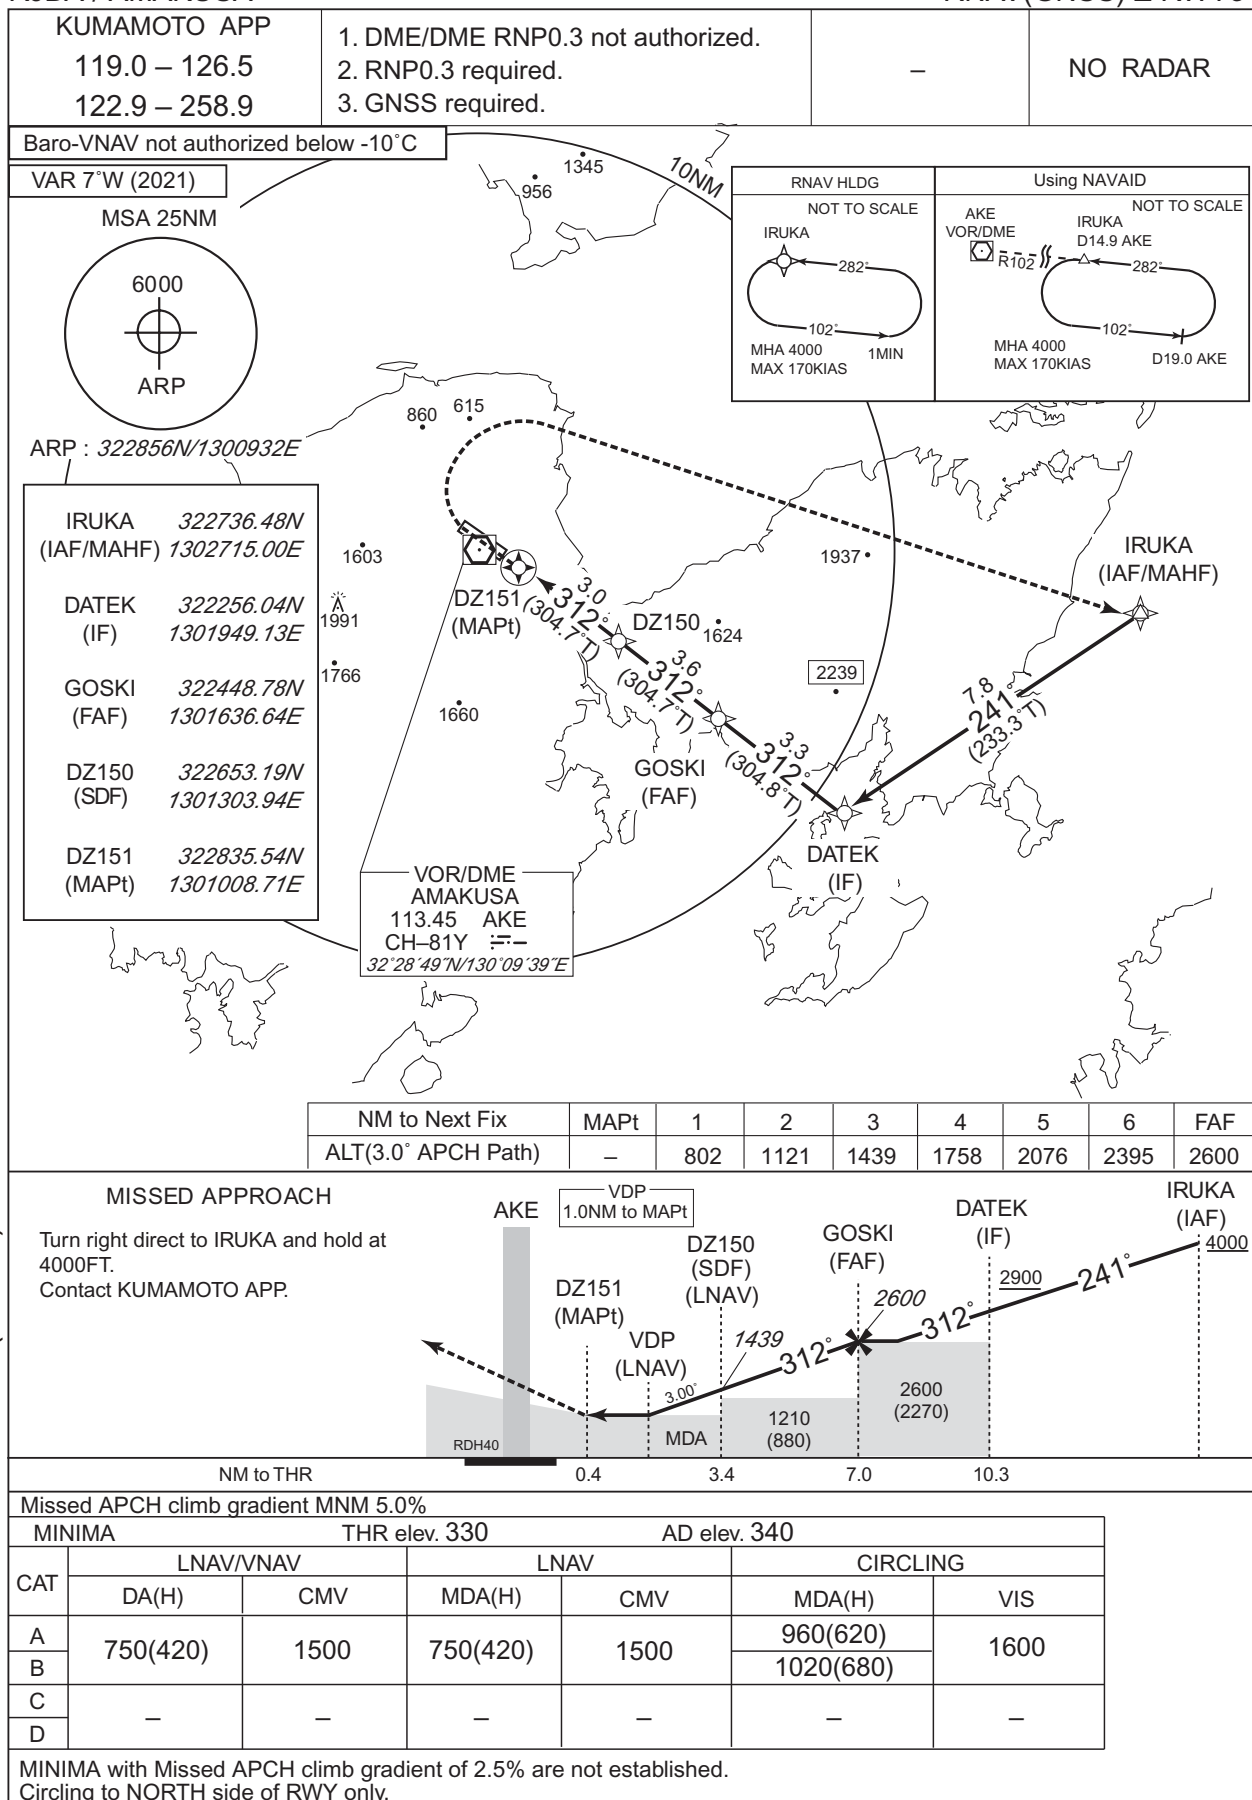 KUMAMOTO APP
119.0 – 126.5
122.9 – 258.9
1. DME/DME RNP0.3 not authorized.
2. RNP0.3 required.
3. GNSS required.
–
NO RADAR
Baro-VNAV not authorized below -10˚C
VAR 7˚W (2021)
MSA 25NM
6000
ARP
ARP : 322856N/1300932E
10NM
1345
956
RNAV HLDG
NOT TO SCALE
IRUKA
282˚
102˚
MHA 4000
MAX 170KIAS
1MIN
Using NAVAID
NOT TO SCALE
AKE
VOR/DME
R102
IRUKA
D14.9 AKE
282˚
102˚
MHA 4000
MAX 170KIAS
D19.0 AKE
860
615
IRUKA 322736.48N
(IAF/MAHF) 1302715.00E
DATEK 322256.04N
(IF) 1301949.13E
GOSKI 322448.78N
(FAF) 1301636.64E
DZ150 322653.19N
(SDF) 1301303.94E
DZ151 322835.54N
(MAPt) 1301008.71E
1603
1991
1766
1660
1937
1624
2239
IRUKA
(IAF/MAHF)
DZ151
(MAPt)
3.0
312˚
(304.7˚T)
DZ150
3.6
312˚
(304.7˚T)
GOSKI
(FAF)
3.3
312˚
(304.8˚T)
7.8
241˚
(233.3˚T)
DATEK
(IF)
VOR/DME
AMAKUSA
113.45 AKE
CH–81Y
32˚28´49˝N/130˚09´39˝E
NM to Next Fix MAPt 1 2 3 4 5 6 FAF
ALT(3.0˚ APCH Path) – 802 1121 1439 1758 2076 2395 2600
MISSED APPROACH
Turn right direct to IRUKA and hold at
4000FT.
Contact KUMAMOTO APP.
AKE
VDP
1.0NM to MAPt
DZ151
(MAPt)
VDP
(LNAV)
DZ150
(SDF)
(LNAV)
GOSKI
(FAF)
DATEK
(IF)
IRUKA
(IAF)
4000
2900
241˚
2600
312˚
1439
312˚
3.00˚
2600
(2270)
1210
(880)
MDA
RDH40
NM to THR 0.4 3.4 7.0 10.3
Missed APCH climb gradient MNM 5.0%
MINIMA THR elev. 330 AD elev. 340
CAT LNAV/VNAV LNAV CIRCLING
DA(H) CMV MDA(H) CMV MDA(H) VIS
A 750(420) 1500 750(420) 1500 960(620) 1600
B 1020(680)
C – – – – – –
D
MINIMA with Missed APCH climb gradient of 2.5% are not established.
Circling to NORTH side of RWY only.